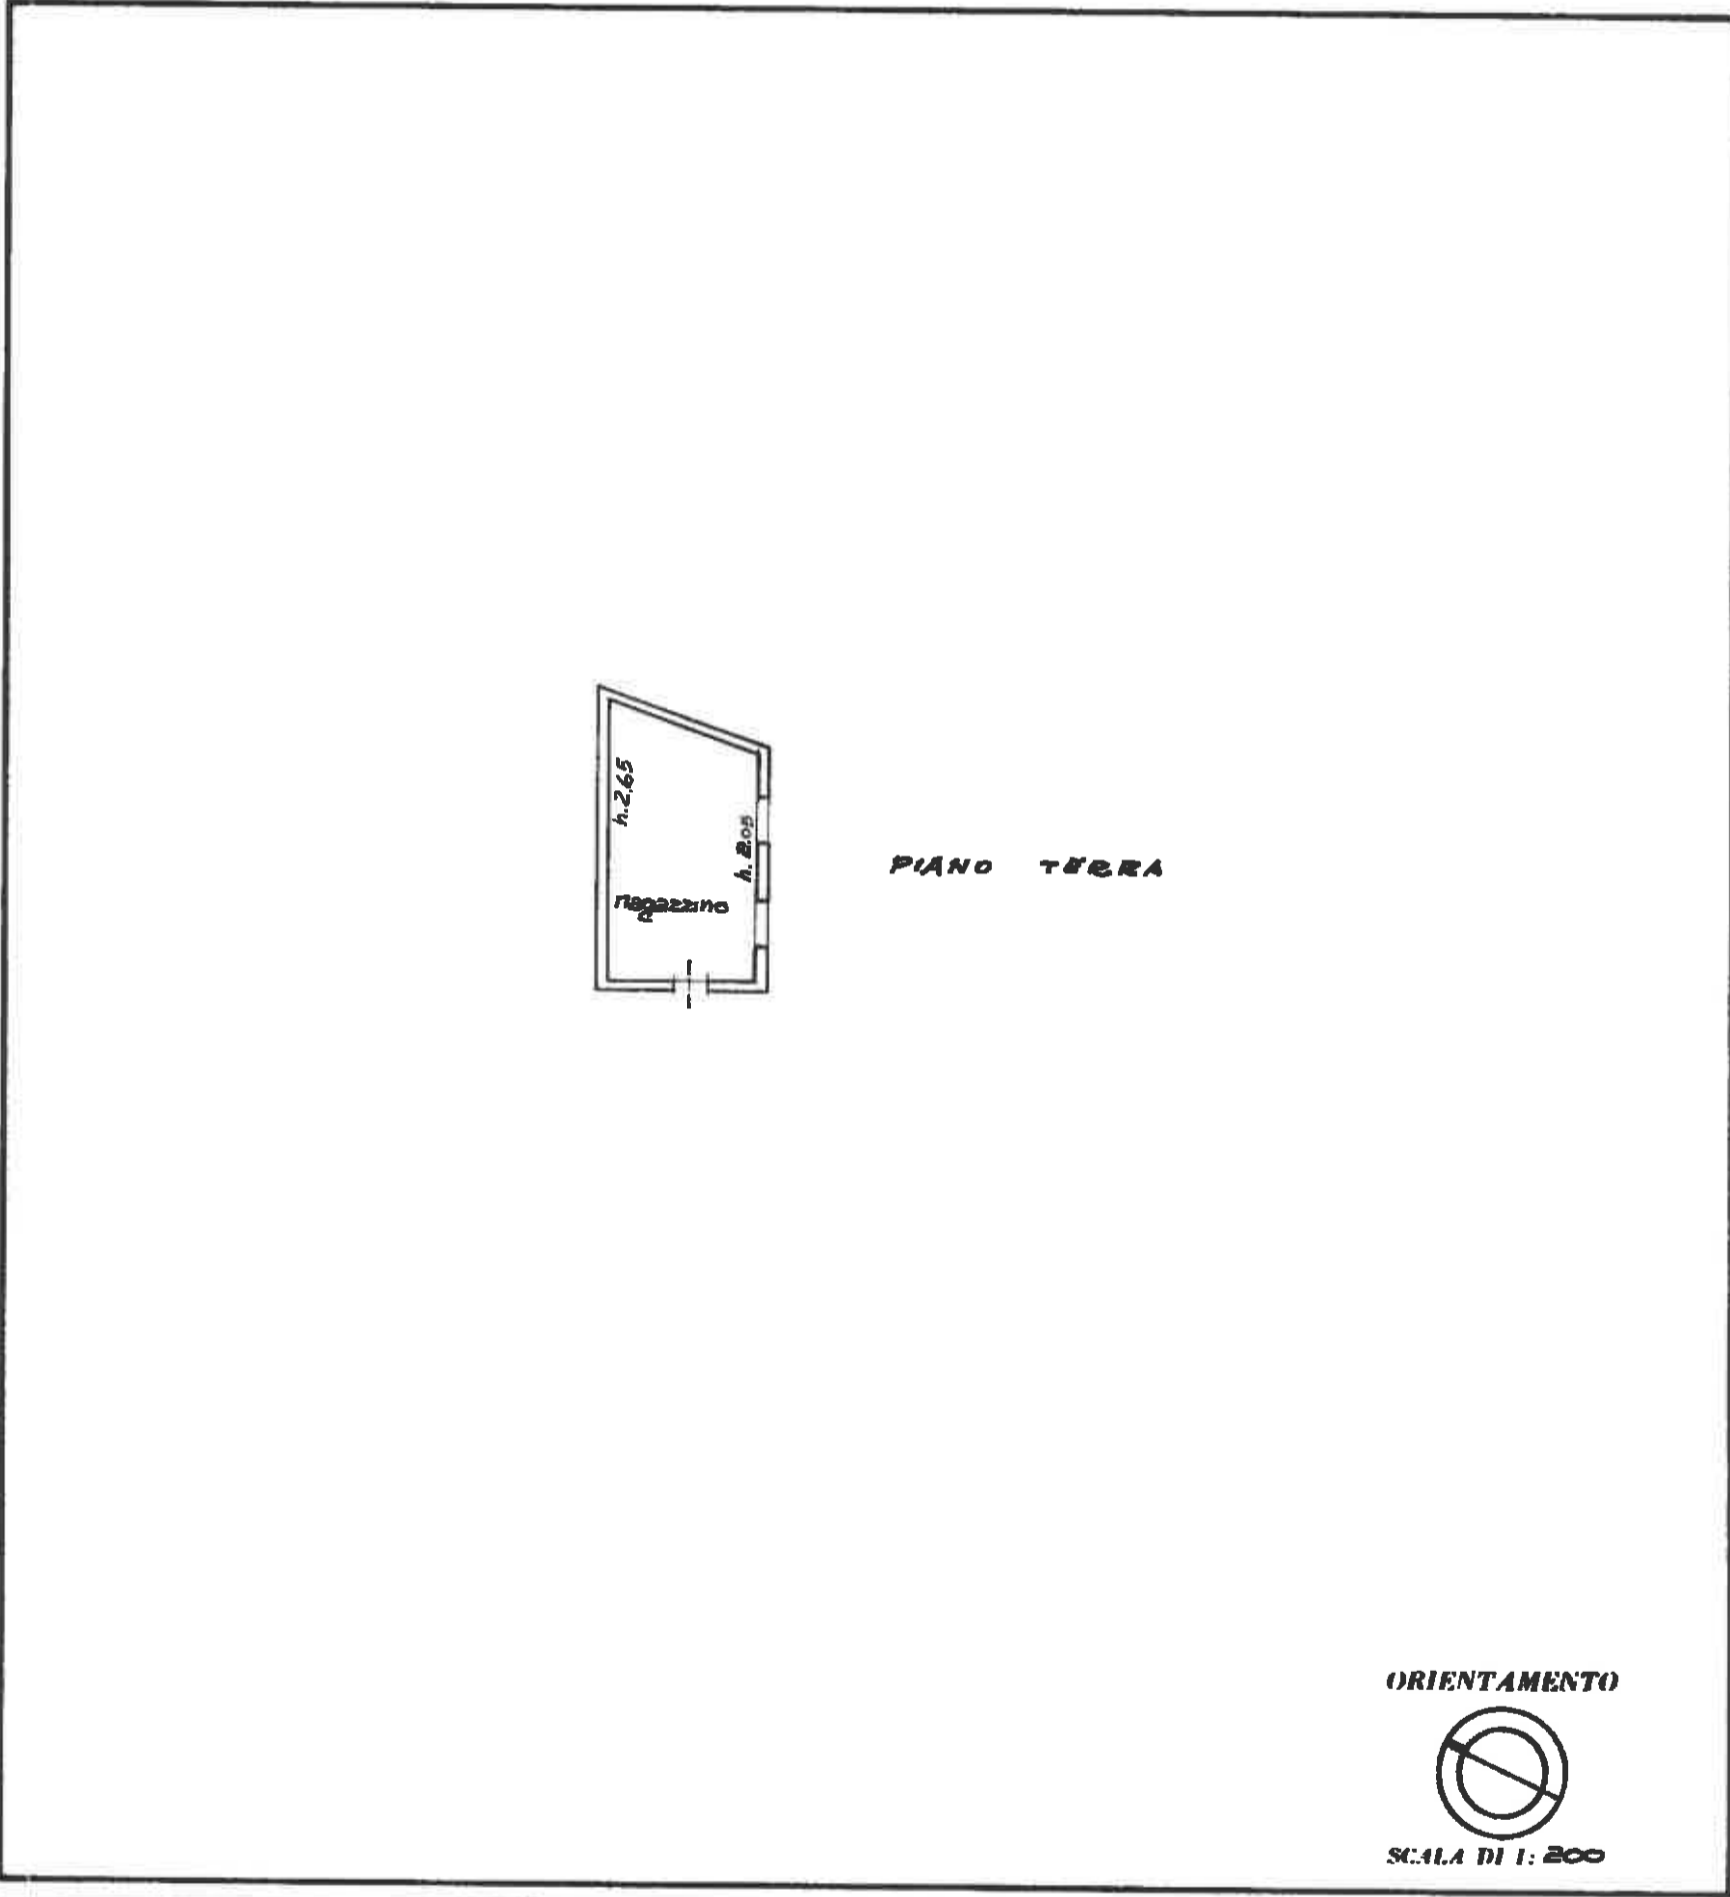 h.2,65
h. 2.05
PIANO TERRA
magazzino
ORIENTAMENTO
SCALA DI 1: 200